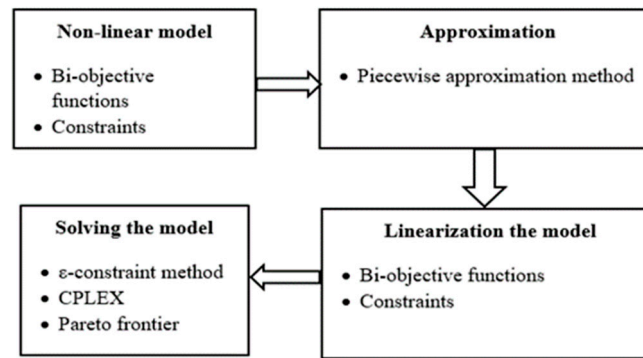 Non-linear model
• Bi-objective
functions
• Constraints
Approximation
• Piecewise approximation method
Linearization the model
• Bi-objective functions
• Constraints
Solving the model
• ε-constraint method
• CPLEX
• Pareto frontier